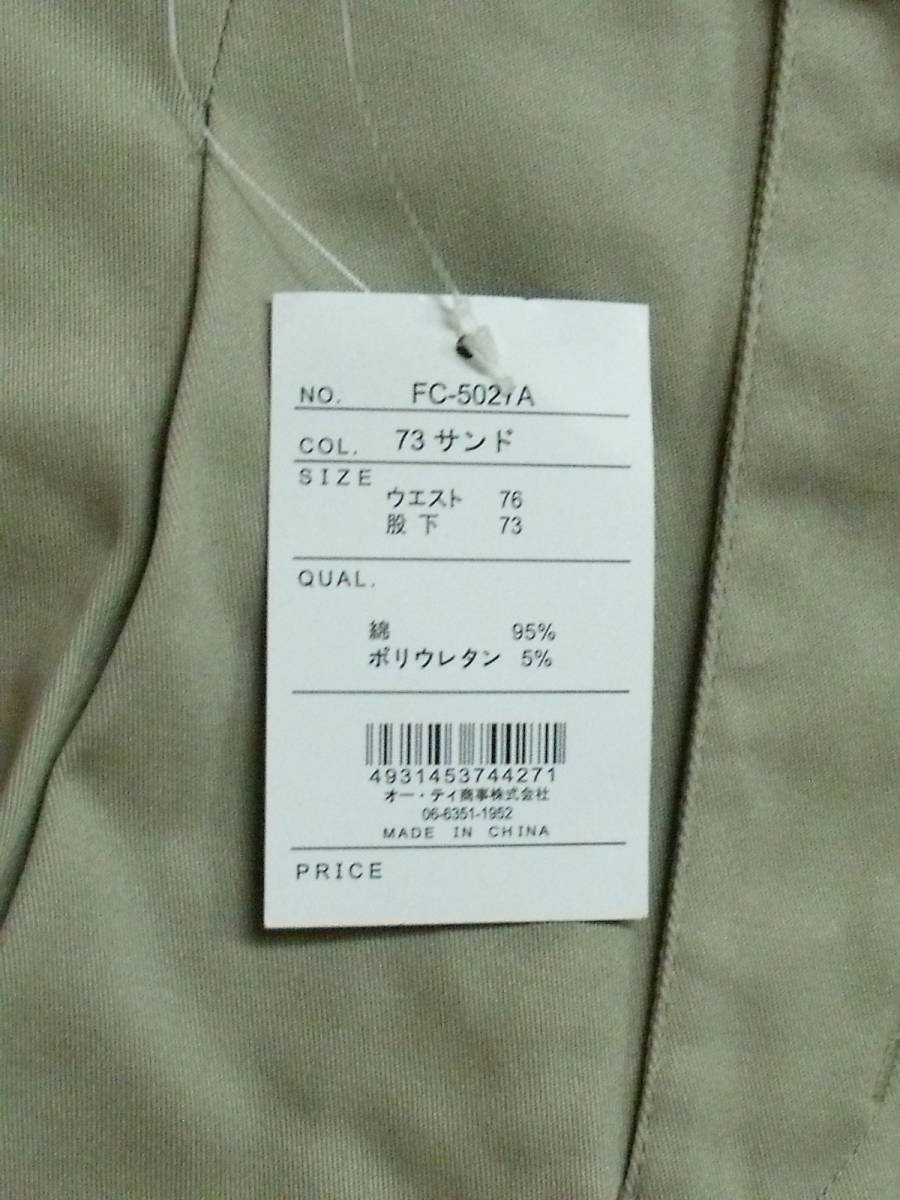 NO. FC-5027A
COL. 73 サンド
SIZE
ウエスト 76
股下 73
QUAL.
綿 95%
ポリウレタン 5%
4931453744271
オー・ティ商事株式会社
06-6351-1952
MADE IN CHINA
PRICE